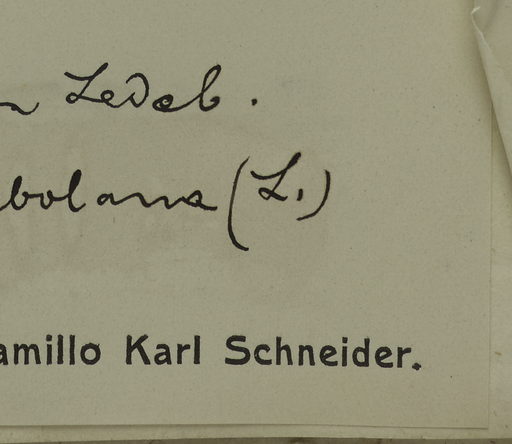 n Ledeb.
bolana (L.)
amillo Karl Schneider.